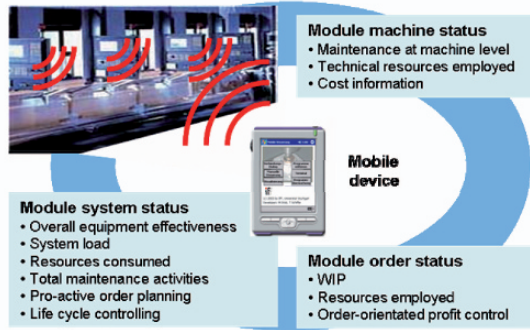 Module machine status
• Maintenance at machine level
• Technical resources employed
• Cost information
Mobile
device
Module system status
• Overall equipment effectiveness
• System load
• Resources consumed
• Total maintenance activities
• Pro-active order planning
• Life cycle controlling
Module order status
• WIP
• Resources employed
• Order-orientated profit control